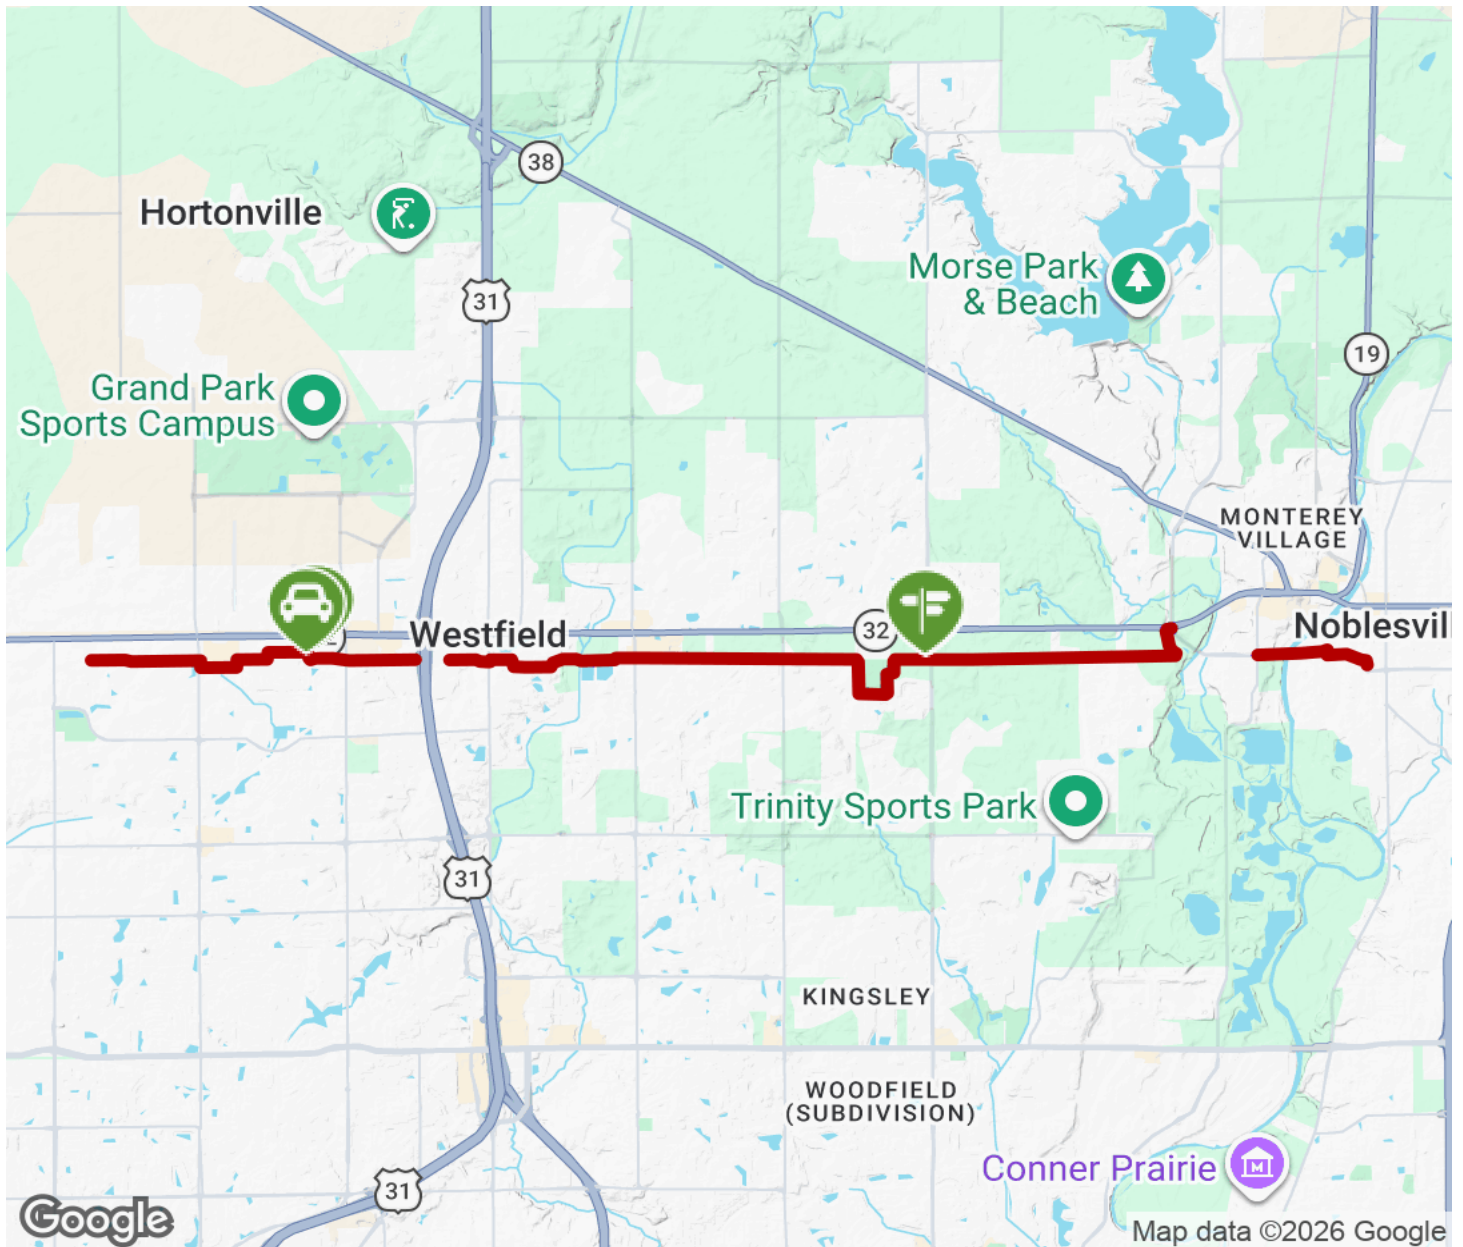 38
Hortonville
31
Morse Park
& Beach
19
Grand Park
Sports Campus
MONTEREY
VILLAGE
Westfield
32
Noblesvil
Trinity Sports Park
31
KINGSLEY
WOODFIELD
(SUBDIVISION)
Conner Prairie
M
31
Google
Map data ©2026 Google